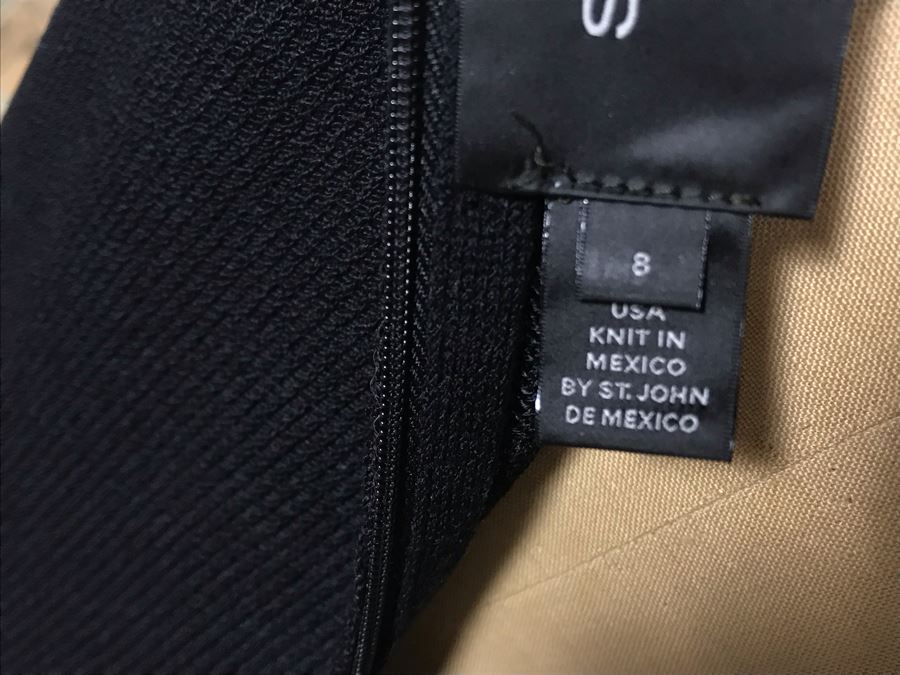 S
8
USA
KNIT IN
MEXICO
BY ST. JOHN
DE MEXICO